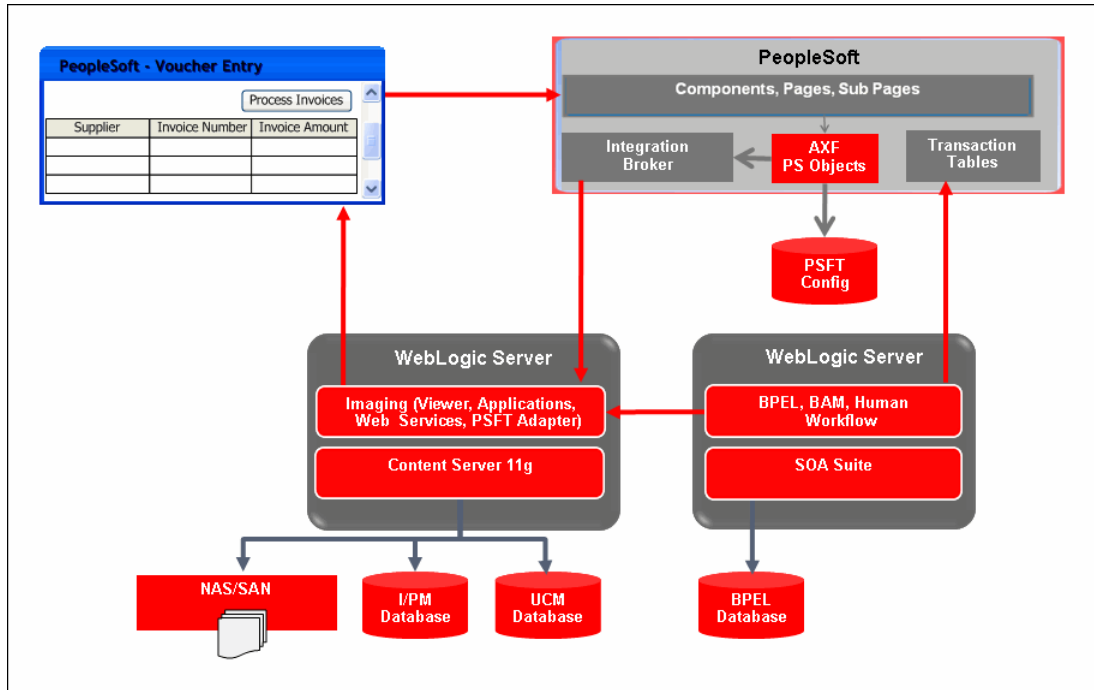 PeopleSoft - Voucher Entry
Process Invoices
Supplier
Invoice Number
Invoice Amount
PeopleSoft
Components, Pages, Sub Pages
Integration
Broker
AXF
PS Objects
Transaction
Tables
PSFT
Config
WebLogic Server
Imaging (Viewer, Applications,
Web Services, PSFT Adapter)
Content Server 11g
WebLogic Server
BPEL, BAM, Human
Workflow
SOA Suite
NAS/SAN
I/PM
Database
UCM
Database
BPEL
Database